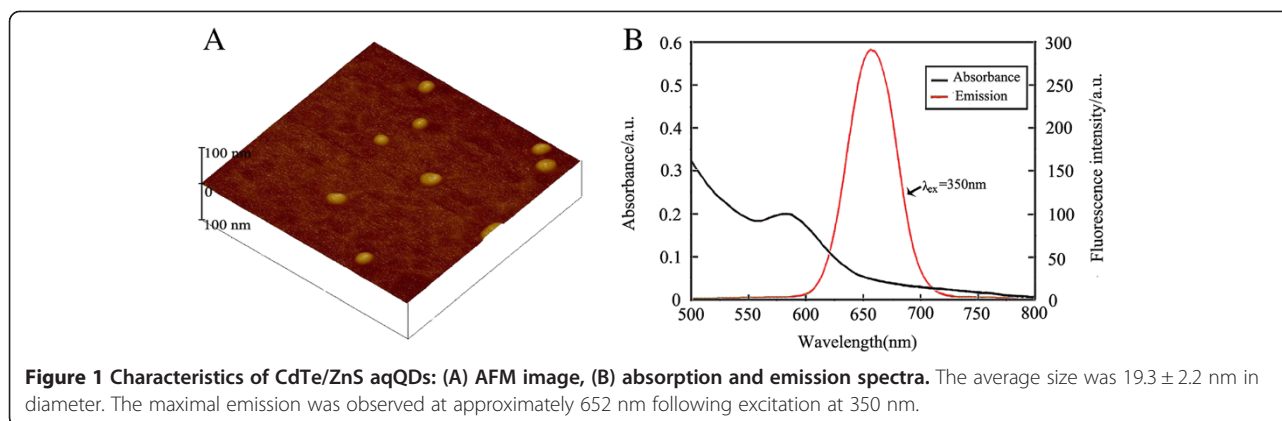 A
100 nm
0
100 nm
B
0.6
0.5
0.4
0.3
0.2
0.1
0
Absorbance/a.u.
300
250
200
150
100
50
0
Fluorescence intensity/a.u.
Absorbance
Emission
λex=350nm
500 550 600 650 700 750 800
Wavelength(nm)
Figure 1 Characteristics of CdTe/ZnS aqQDs: (A) AFM image, (B) absorption and emission spectra. The average size was 19.3 ± 2.2 nm in
diameter. The maximal emission was observed at approximately 652 nm following excitation at 350 nm.